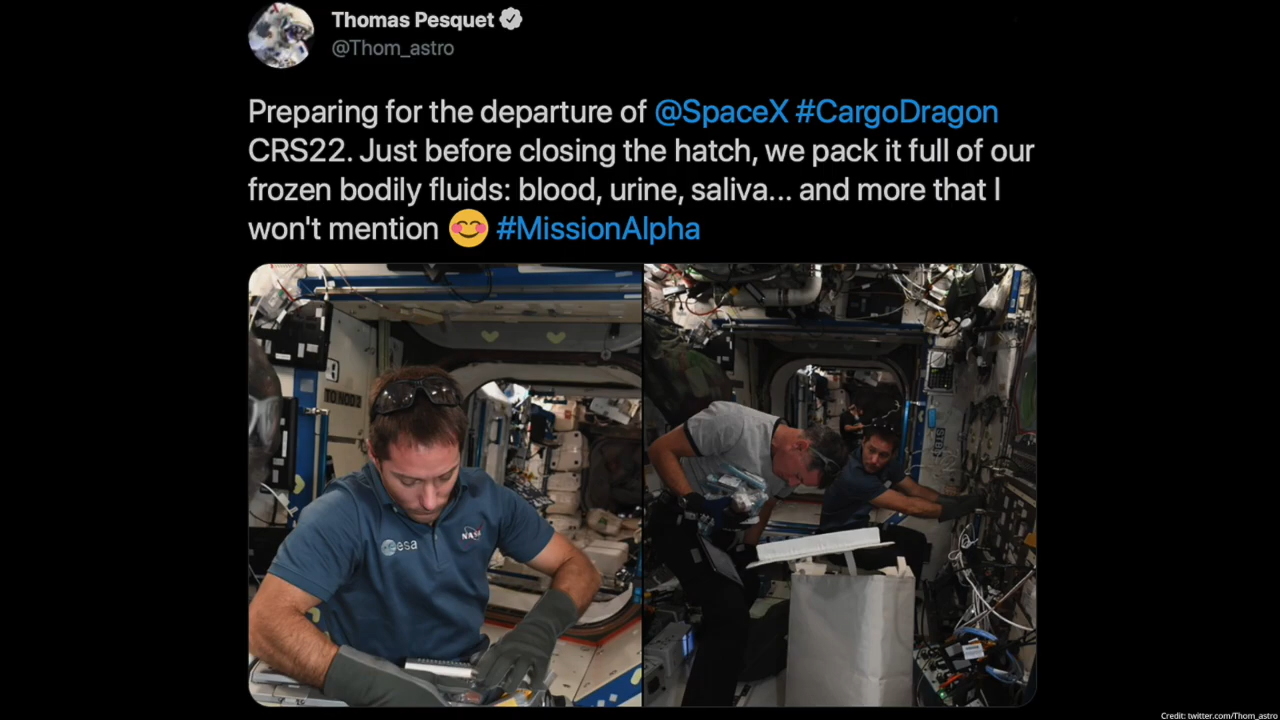 Thomas Pesquet
@Thom_astro
Preparing for the departure of @SpaceX #CargoDragon
CRS22. Just before closing the hatch, we pack it full of our
frozen bodily fluids: blood, urine, saliva... and more that I
won't mention 😊 #MissionAlpha
esa
NASA
Credit: twitter.com/Thom_astro